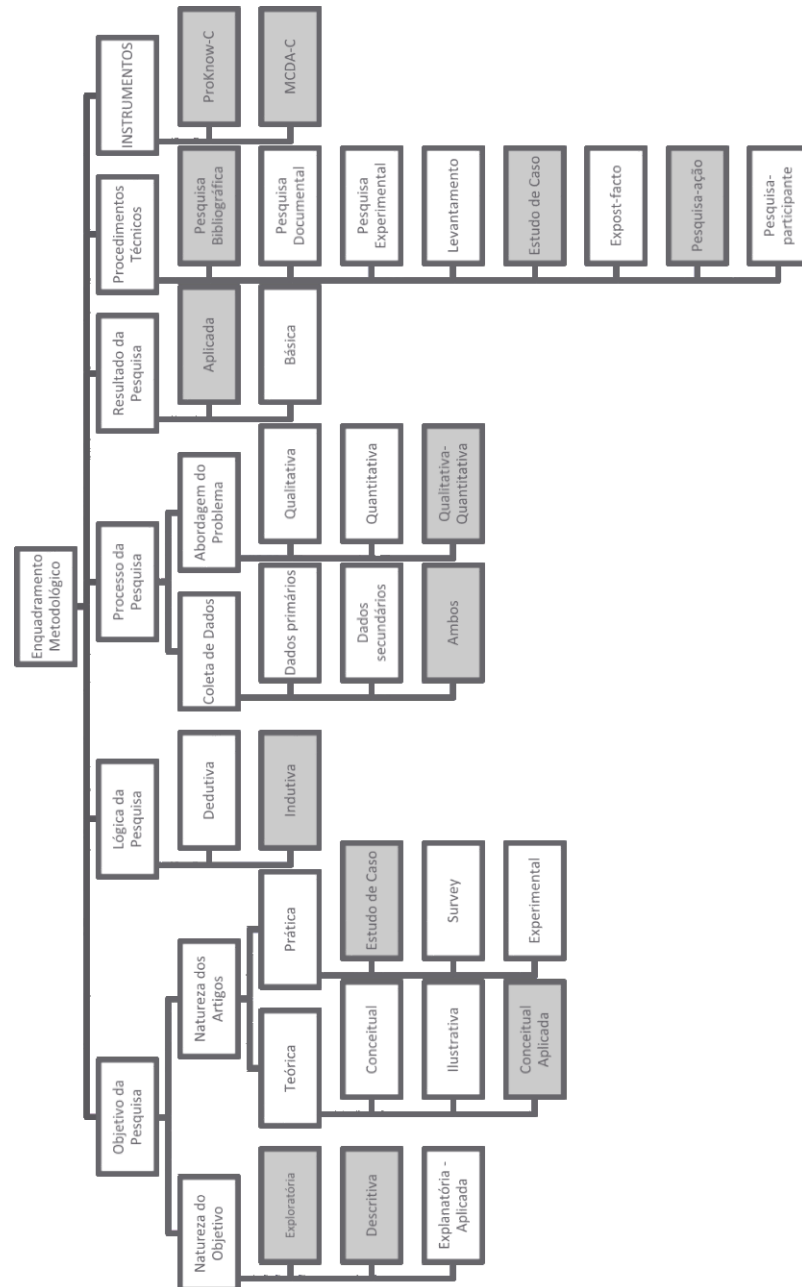 Enquadramento
Metodológico
Objetivo da
Pesquisa
Natureza do
Objetivo
Exploratória
Descritiva
Explanatória -
Aplicada
Natureza dos
Artigos
Teórica
Conceitual
Ilustrativa
Conceitual
Aplicada
Prática
Estudo de Caso
Survey
Experimental
Lógica da
Pesquisa
Dedutiva
Indutiva
Processo da
Pesquisa
Coleta de Dados
Dados primários
Dados
secundários
Ambos
Abordagem do
Problema
Qualitativa
Quantitativa
Qualitativa-
Quantitativa
Resultado da
Pesquisa
Aplicada
Básica
Procedimentos
Técnicos
Pesquisa
Bibliográfica
Pesquisa
Documental
Pesquisa
Experimental
Levantamento
Estudo de Caso
Expost-facto
Pesquisa-ação
Pesquisa-
participante
INSTRUMENTOS
ProKnow-C
MCDA-C